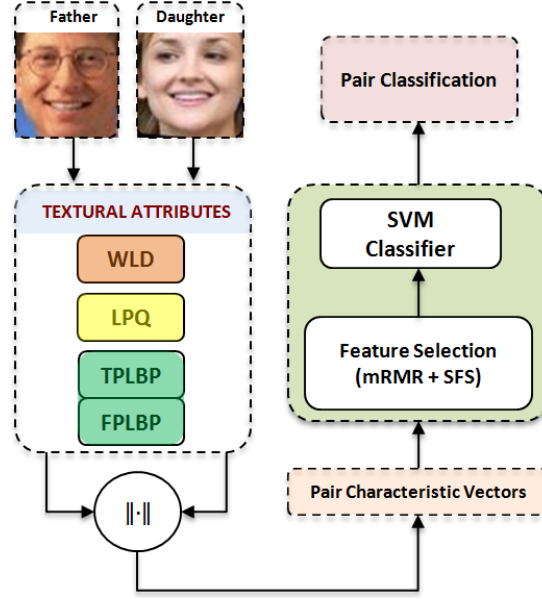 Father
Daughter
TEXTURAL ATTRIBUTES
WLD
LPQ
TPLBP
FPLBP
‖·‖
Pair Classification
SVM
Classifier
Feature Selection
(mRMR + SFS)
Pair Characteristic Vectors